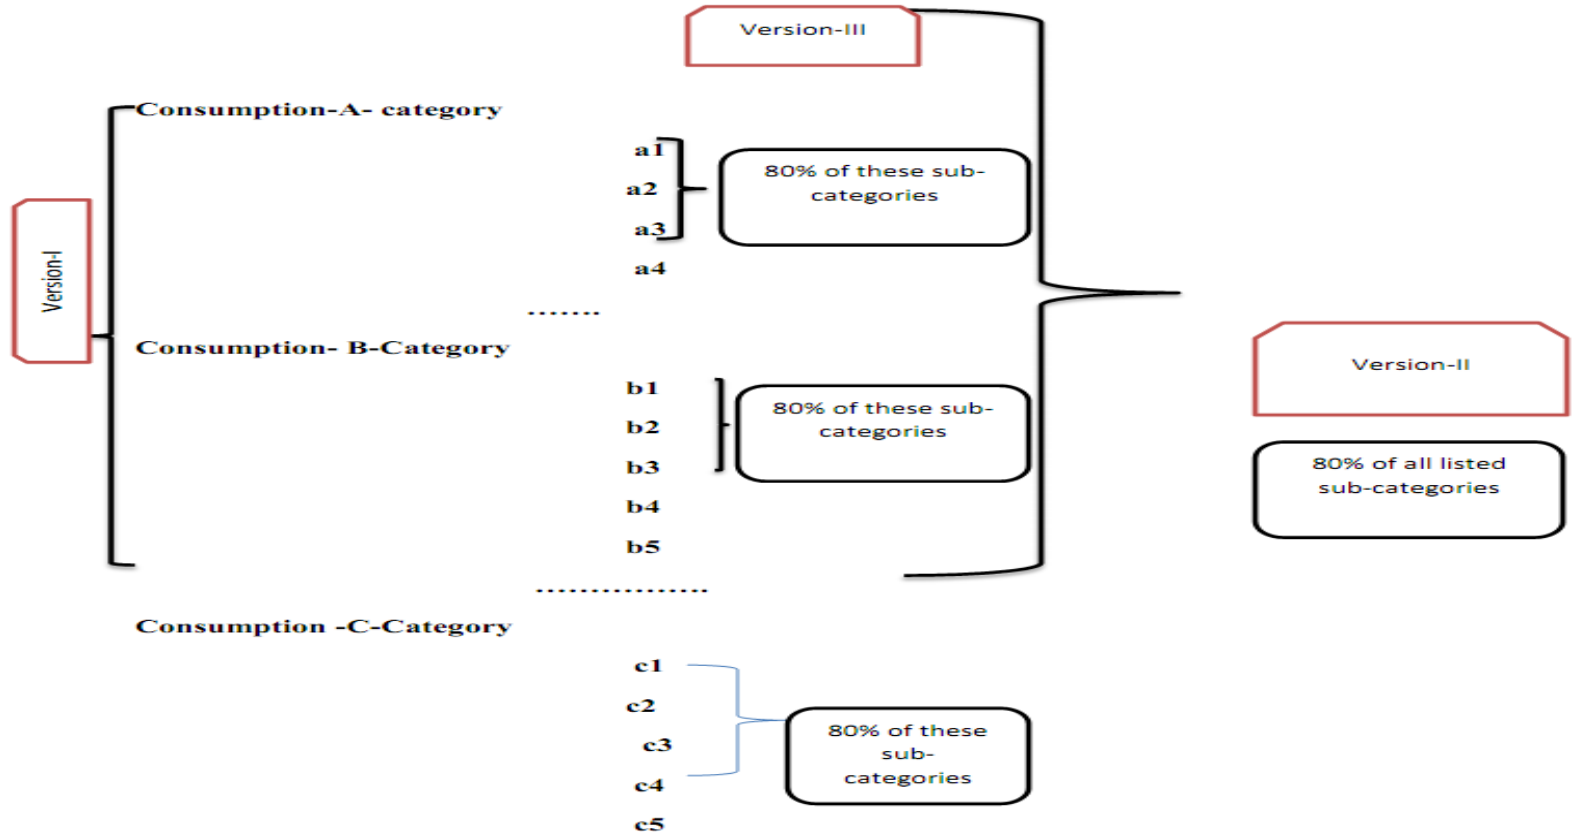 Version-III
Consumption-A- category
a1
80% of these sub-
categories
a2
a3
a4
Version-I
.......
Consumption- B-Category
Version-II
b1
80% of these sub-
categories
b2
b3
80% of all listed
sub-categories
b4
b5
................
Consumption -C-Category
c1
c2
80% of these
sub-
categories
c3
c4
c5